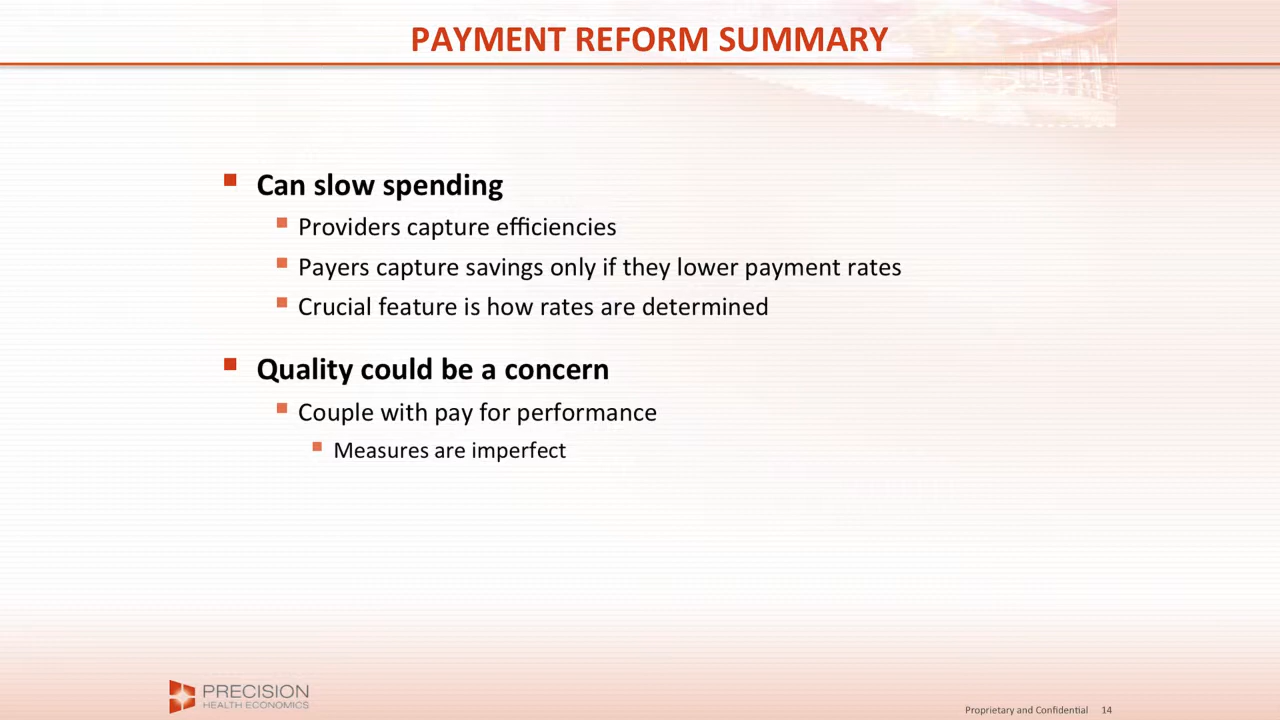 PAYMENT REFORM SUMMARY
Can slow spending
Providers capture efficiencies
Payers capture savings only if they lower payment rates
Crucial feature is how rates are determined
Quality could be a concern
Couple with pay for performance
Measures are imperfect
PRECISION
HEALTH ECONOMICS
Proprietary and Confidential 14